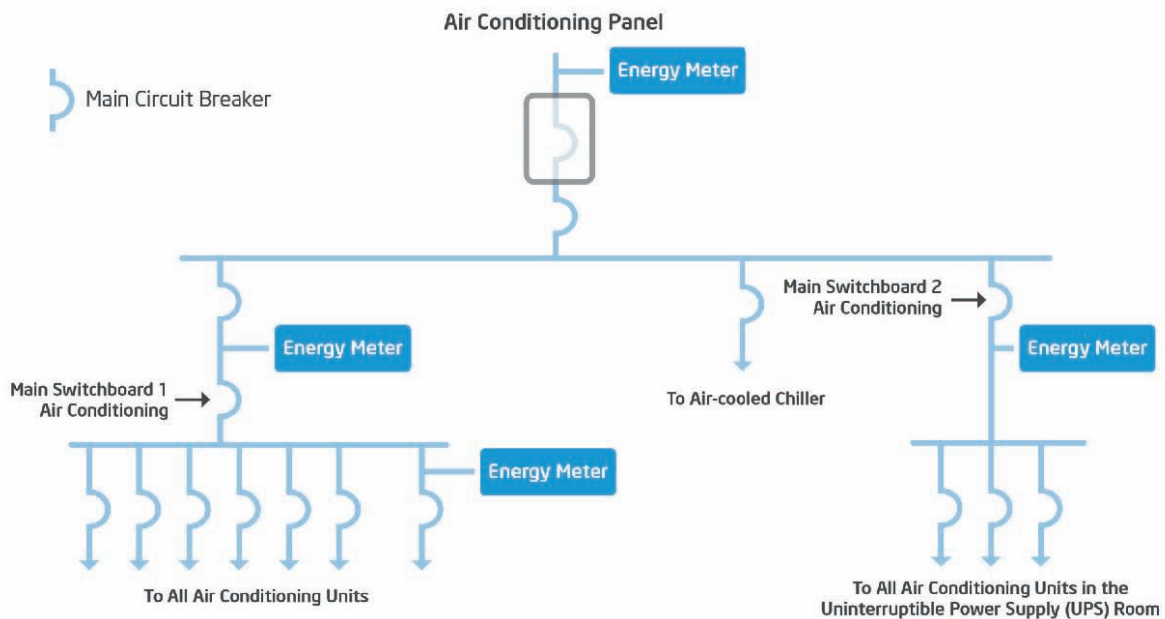 Air Conditioning Panel
Energy Meter
Main Circuit Breaker
Main Switchboard 2
Air Conditioning
Energy Meter
Energy Meter
Main Switchboard 1
Air Conditioning
To Air-cooled Chiller
Energy Meter
To All Air Conditioning Units
To All Air Conditioning Units in the
Uninterruptible Power Supply (UPS) Room